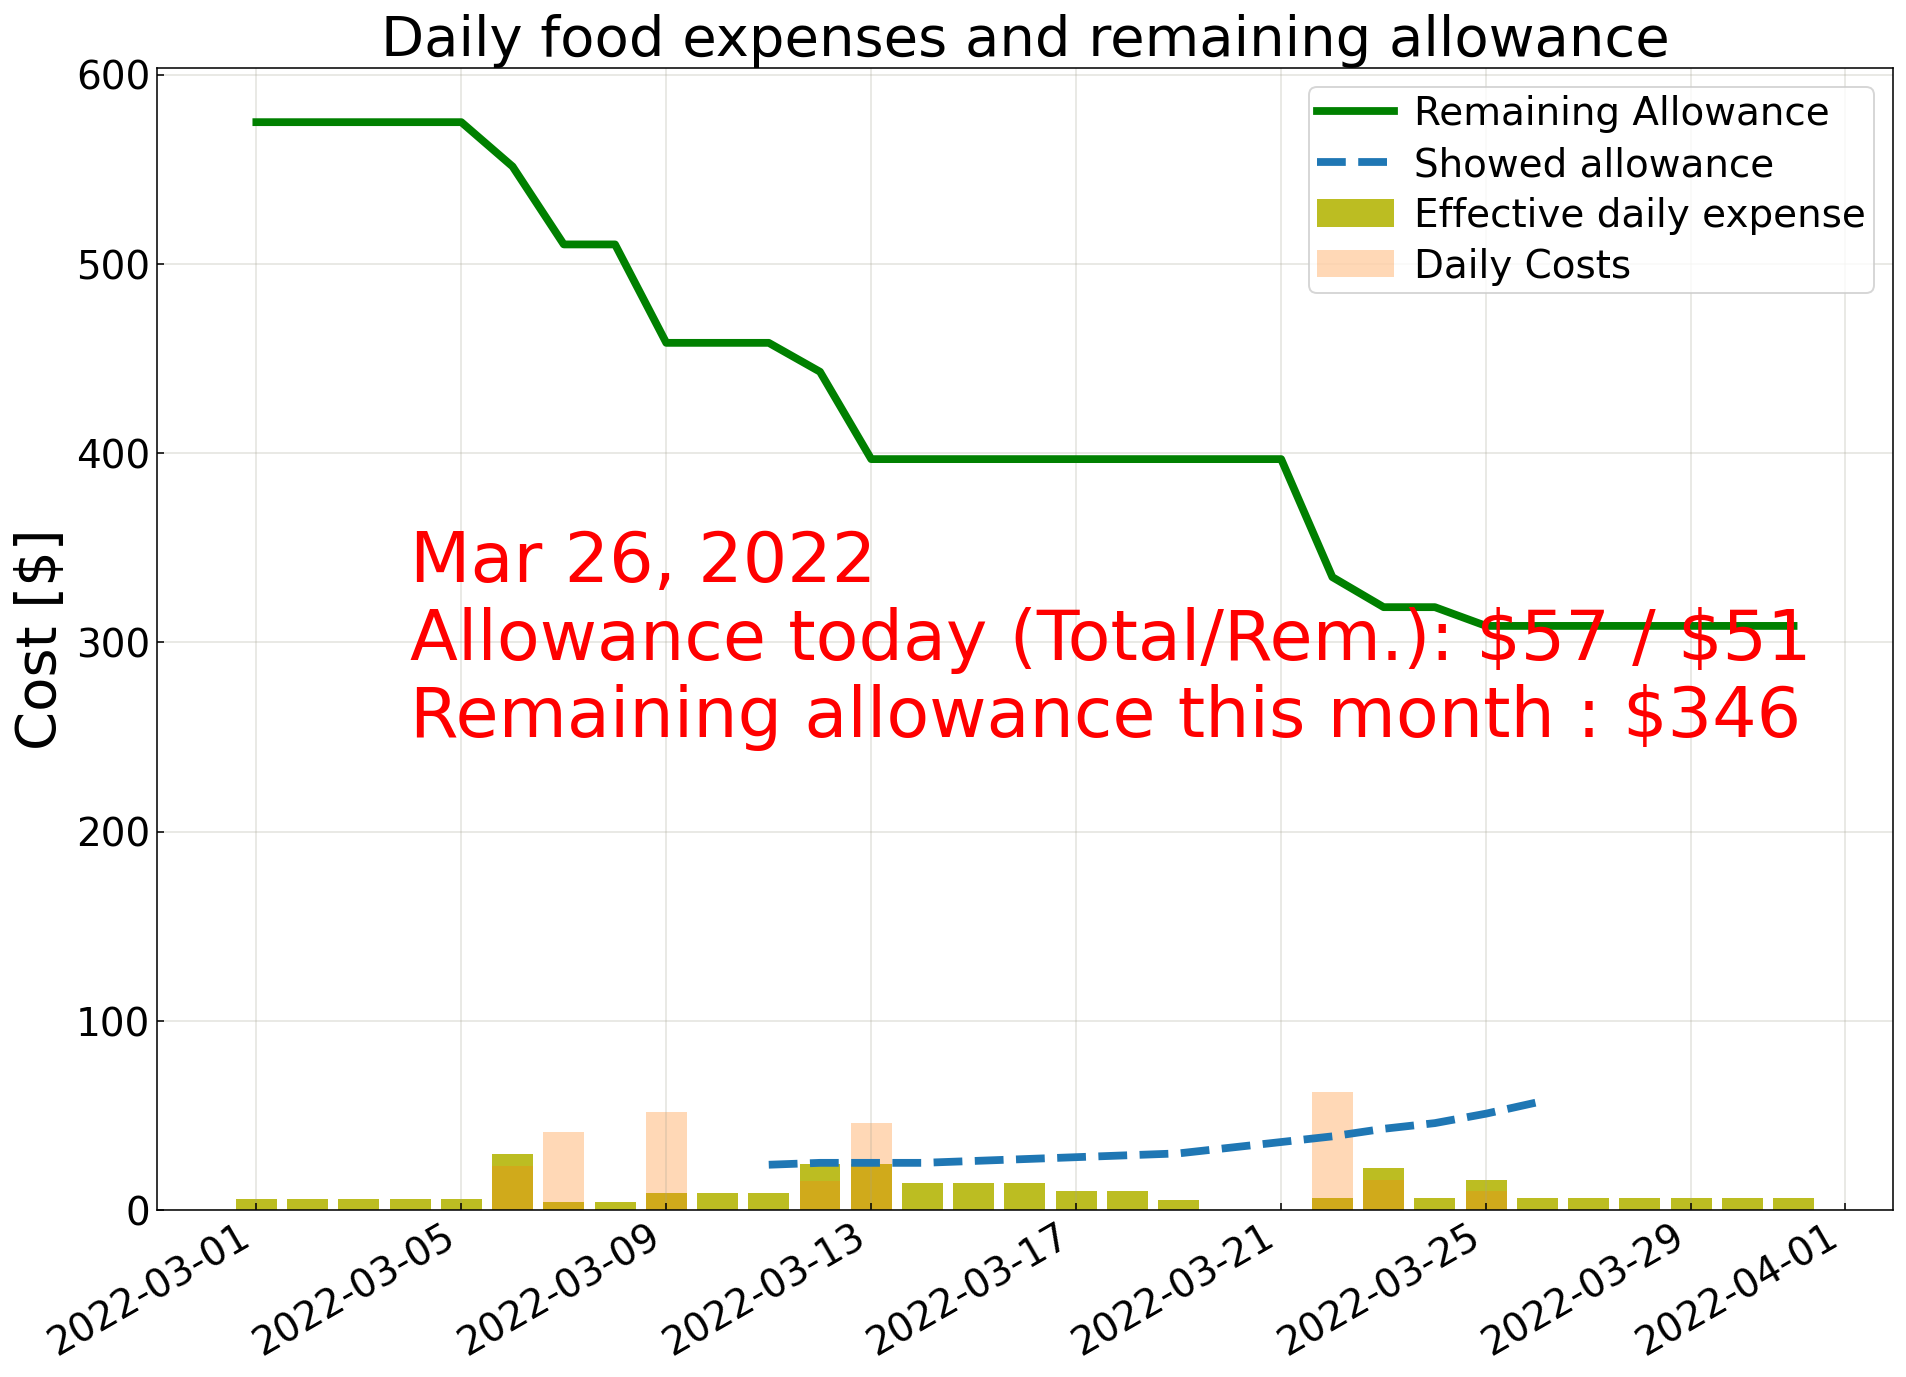 Daily food expenses and remaining allowance
600
500
400
300
200
100
0
Cost [$]
Remaining Allowance
Showed allowance
Effective daily expense
Daily Costs
Mar 26, 2022
Allowance today (Total/Rem.): $57 / $51
Remaining allowance this month : $346
2022-03-01
2022-03-05
2022-03-09
2022-03-13
2022-03-17
2022-03-21
2022-03-25
2022-03-29
2022-04-01